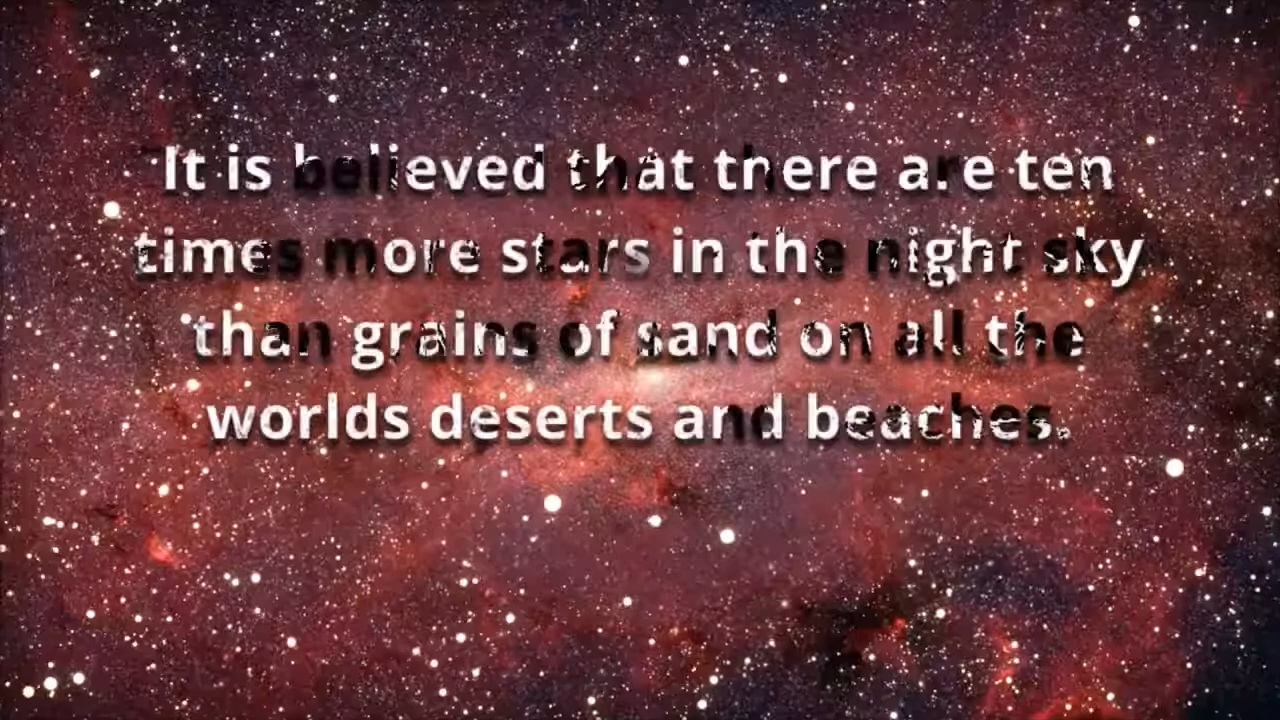 It is believed that there are ten
times more stars in the night sky
than grains of sand on all the
worlds deserts and beaches.